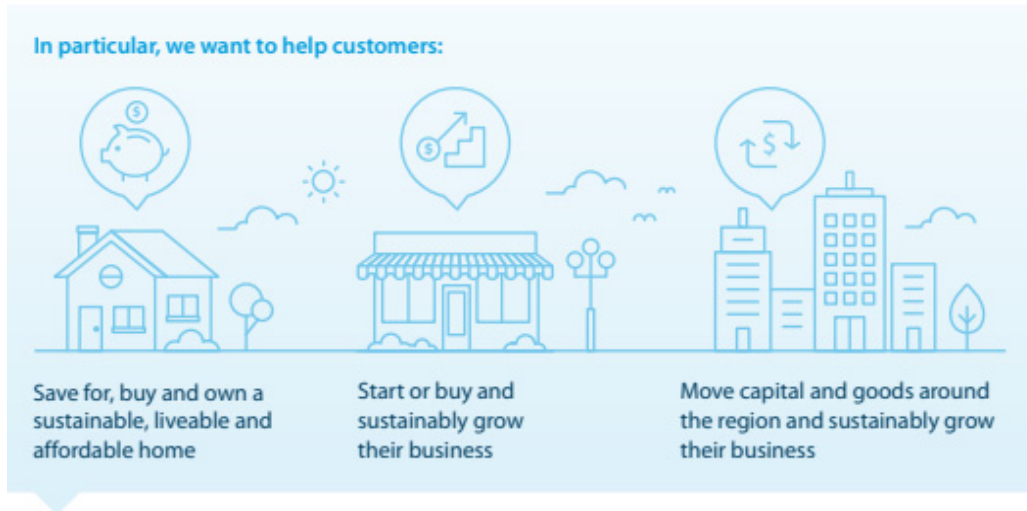 In particular, we want to help customers:
$
$
$
Save for, buy and own a
sustainable, liveable and
affordable home
Start or buy and
sustainably grow
their business
Move capital and goods around
the region and sustainably grow
their business